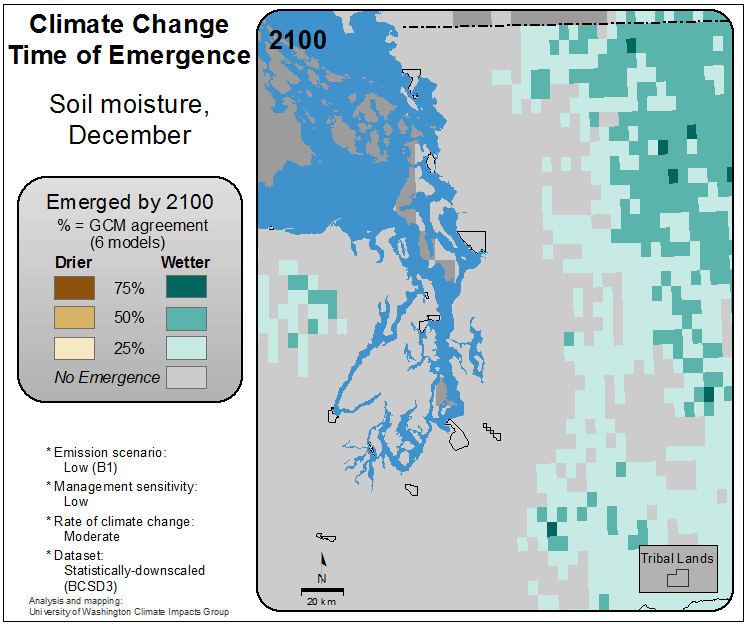 Climate Change
Time of Emergence
Soil moisture,
December
Emerged by 2100
% = GCM agreement
(6 models)
Drier Wetter
75%
50%
25%
No Emergence
* Emission scenario:
Low (B1)
* Management sensitivity:
Low
* Rate of climate change:
Moderate
* Dataset:
Statistically-downscaled
(BCSD3)
Analysis and mapping:
University of Washington Climate Impacts Group
2100
N
20 km
Tribal Lands